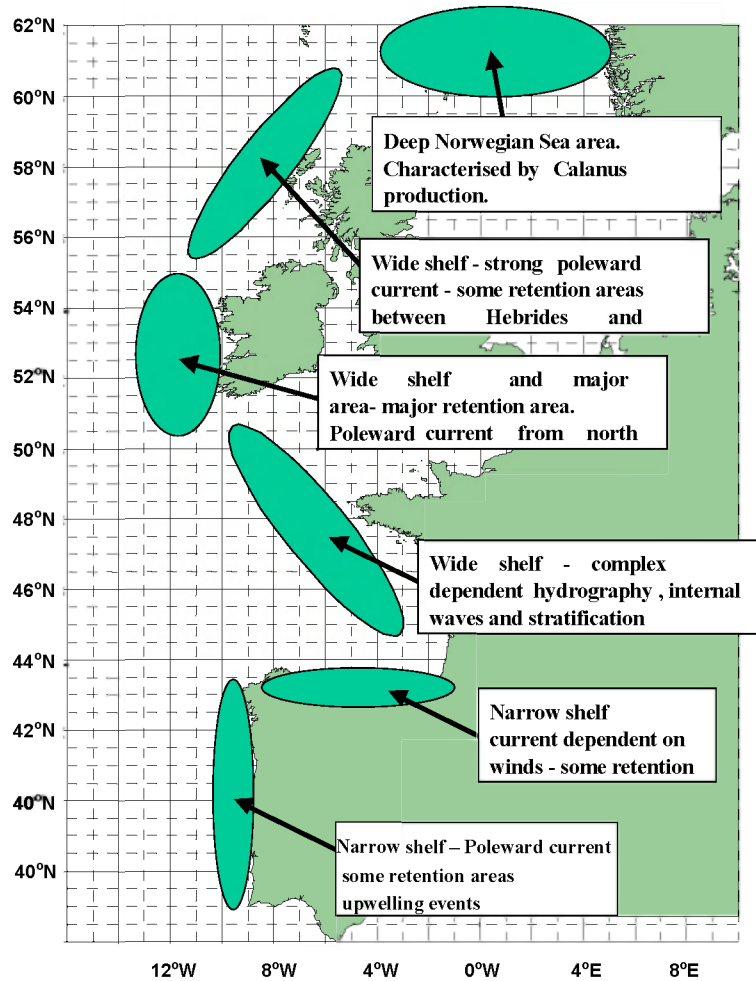 62°N
60°N
Deep Norwegian Sea area.
Characterised by Calanus
production.
58°N
56°N
Wide shelf - strong poleward
current - some retention areas
between Hebrides and
54°N
52°N
Wide shelf and major
area- major retention area.
Poleward current from north
50°N
48°N
Wide shelf - complex
dependent hydrography , internal
waves and stratification
46°N
44°N
Narrow shelf
current dependent on
winds - some retention
42°N
40°N
Narrow shelf – Poleward current
some retention areas
upwelling events
40°N
12°W 8°W 4°W 0°W 4°E 8°E